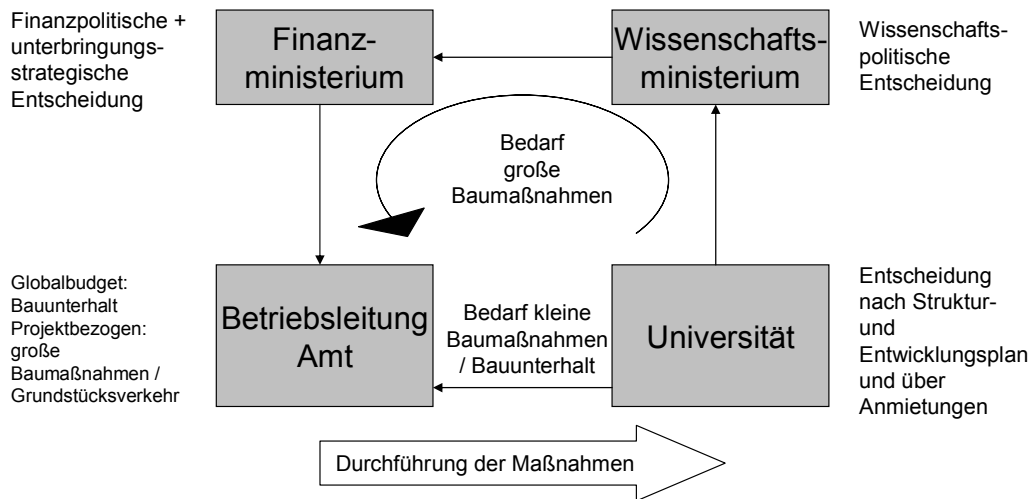 Finanzpolitische +
unterbringungs-
strategische
Entscheidung
Finanz-
ministerium
Wissenschafts-
ministerium
Wissenschafts-
politische
Entscheidung
Bedarf
große
Baumaßnahmen
Globalbudget:
Bauunterhalt
Projektbezogen:
große
Baumaßnahmen /
Grundstücksverkehr
Betriebsleitung
Amt
Bedarf kleine
Baumaßnahmen
/ Bauunterhalt
Universität
Entscheidung
nach Struktur-
und
Entwicklungsplan
und über
Anmietungen
Durchführung der Maßnahmen